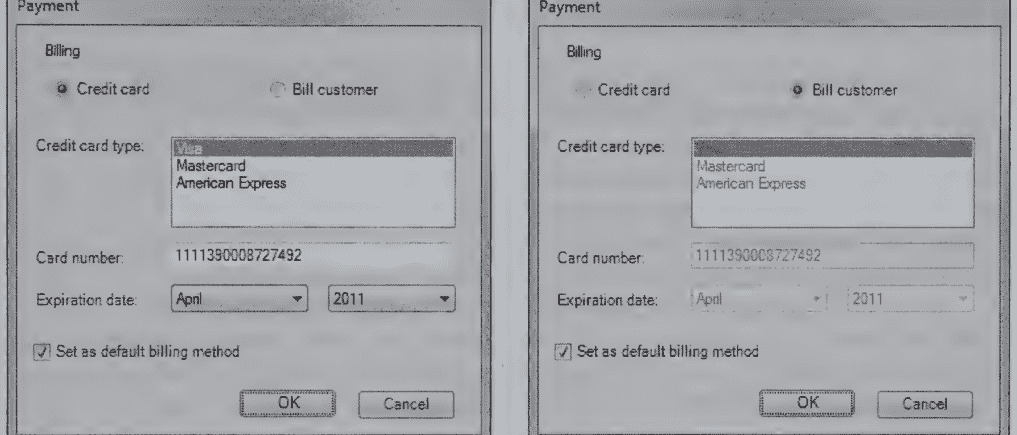 Payment
Billing
Credit card
Bill customer
Credit card type:
Visa
Mastercard
American Express
Card number:
1111390008727492
Expiration date:
April
2011
Set as default billing method
OK
Cancel
Payment
Billing
Credit card
Bill customer
Credit card type:
Mastercard
American Express
Card number:
1111390008727492
Expiration date:
April
2011
Set as default billing method
OK
Cancel